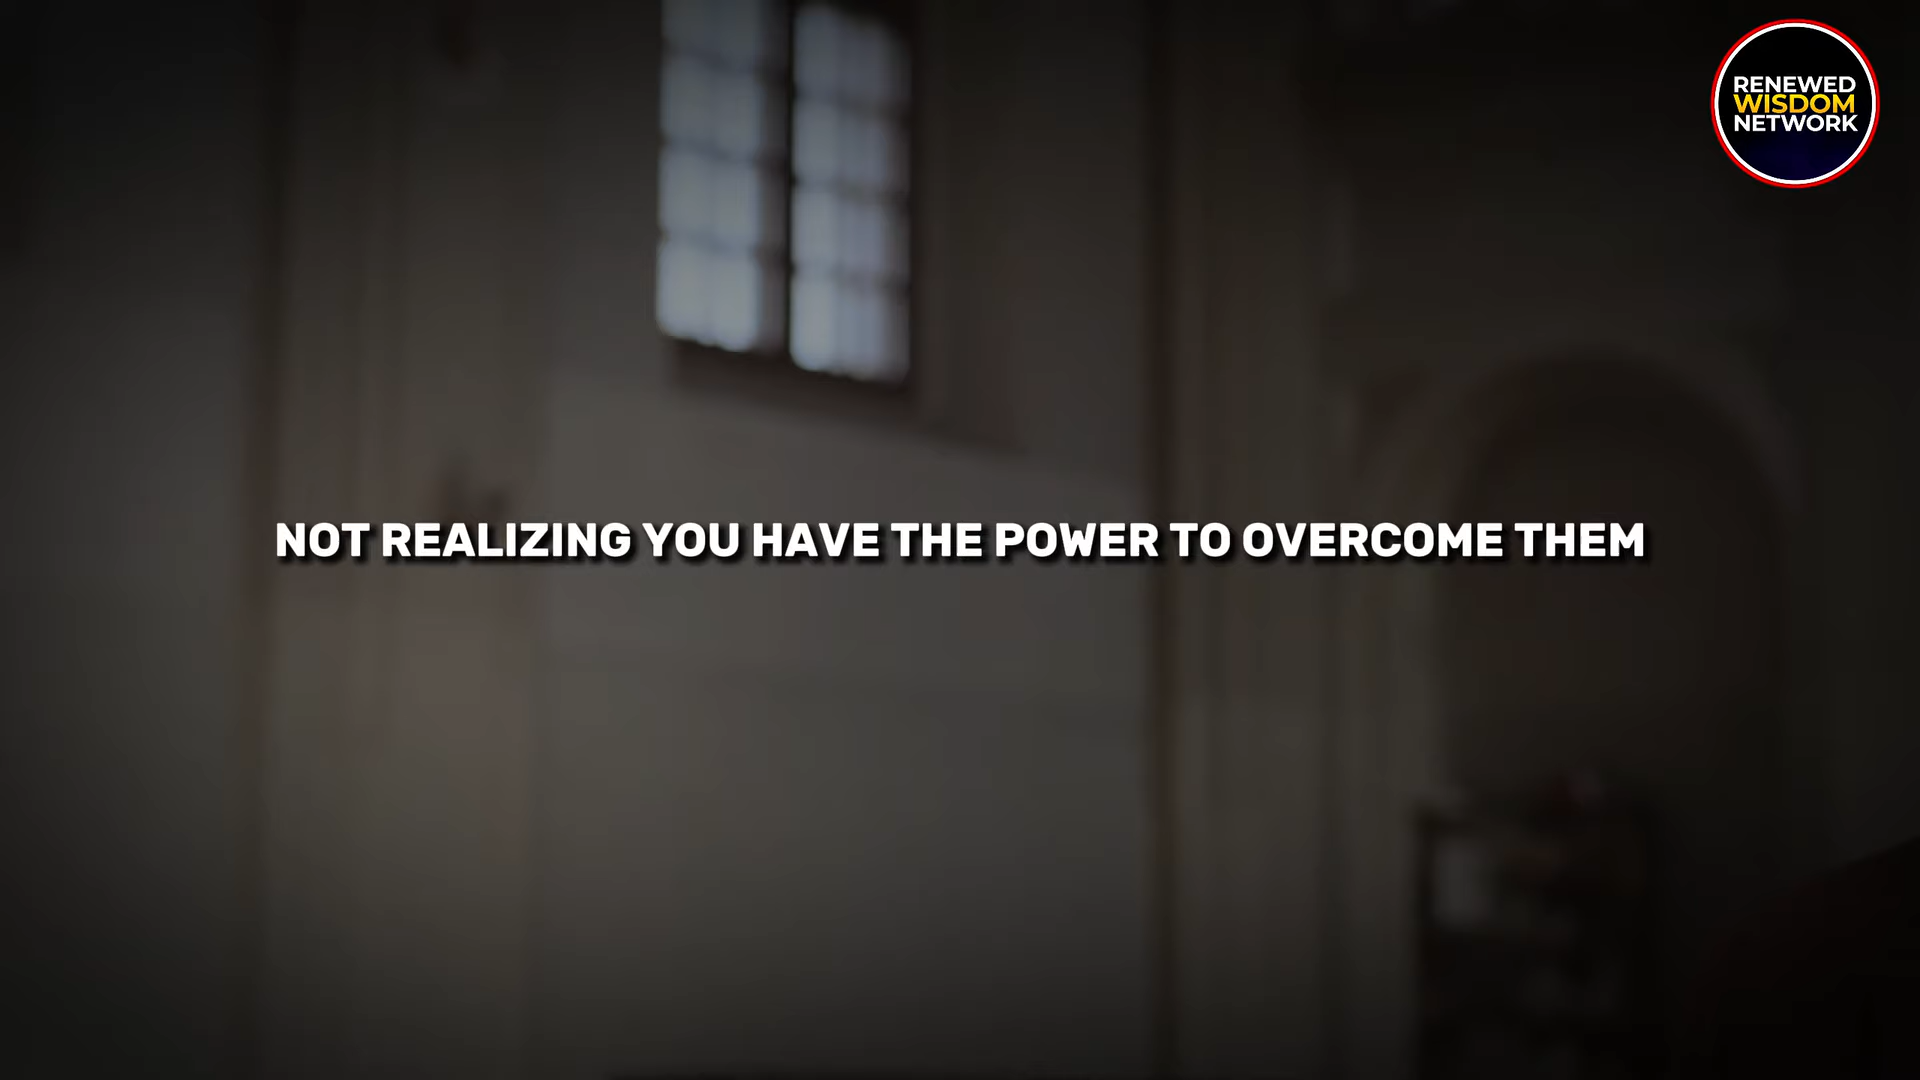 RENEWED
WISDOM
NETWORK
NOT REALIZING YOU HAVE THE POWER TO OVERCOME THEM